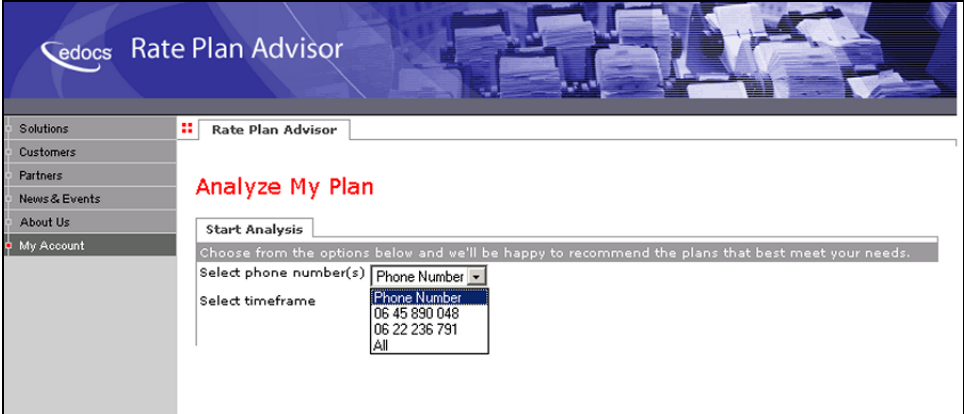 edocs Rate Plan Advisor
Solutions
Customers
Partners
News & Events
About Us
My Account
Rate Plan Advisor
Analyze My Plan
Start Analysis
Choose from the options below and we'll be happy to recommend the plans that best meet your needs.
Select phone number(s) Phone Number
Select timeframe
Phone Number
06 45 890 048
06 22 236 791
All